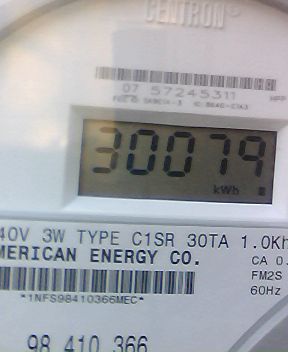 CENTRON®
07 57245311
30079
kWh
40V 3W TYPE C1SR 30TA 1.0Kh
MERICAN ENERGY CO.
CA 0.
FM2S
*1NFS98410366MEC*
60Hz
98 410 366